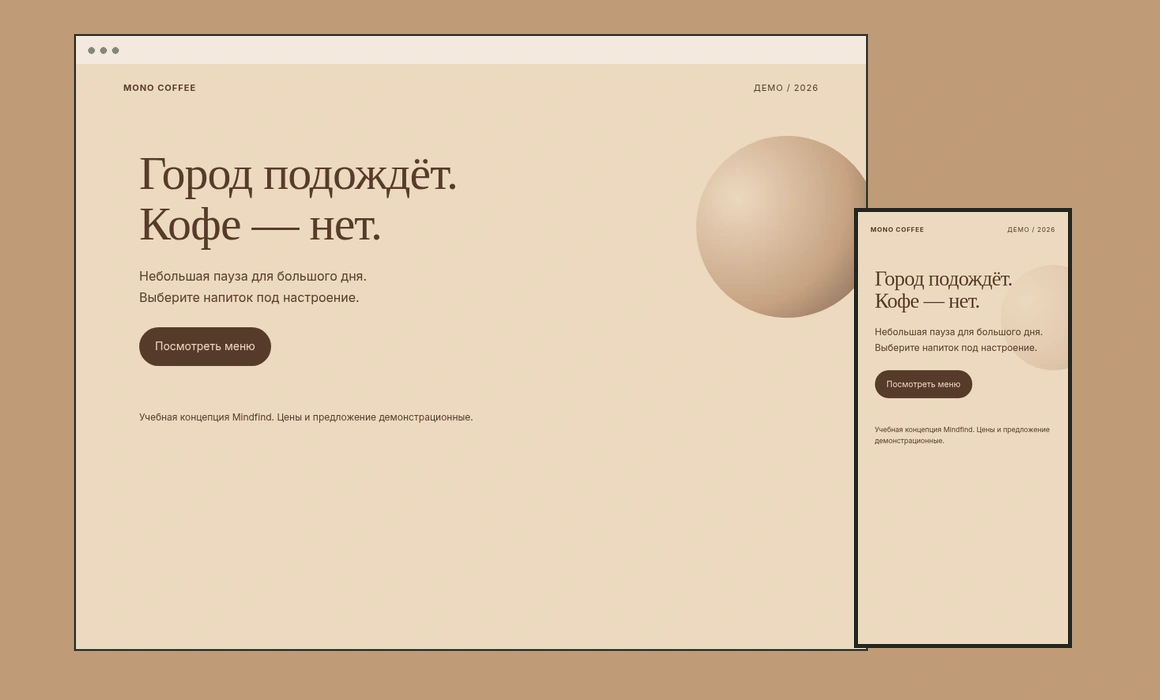 MONO COFFEE
ДЕМО / 2026
Город подождёт.
Кофе — нет.
Небольшая пауза для большого дня.
Выберите напиток под настроение.
Посмотреть меню
Учебная концепция Mindfind. Цены и предложение демонстрационные.
MONO COFFEE
ДЕМО / 2026
Город подождёт.
Кофе — нет.
Небольшая пауза для большого дня.
Выберите напиток под настроение.
Посмотреть меню
Учебная концепция Mindfind. Цены и предложение
демонстрационные.